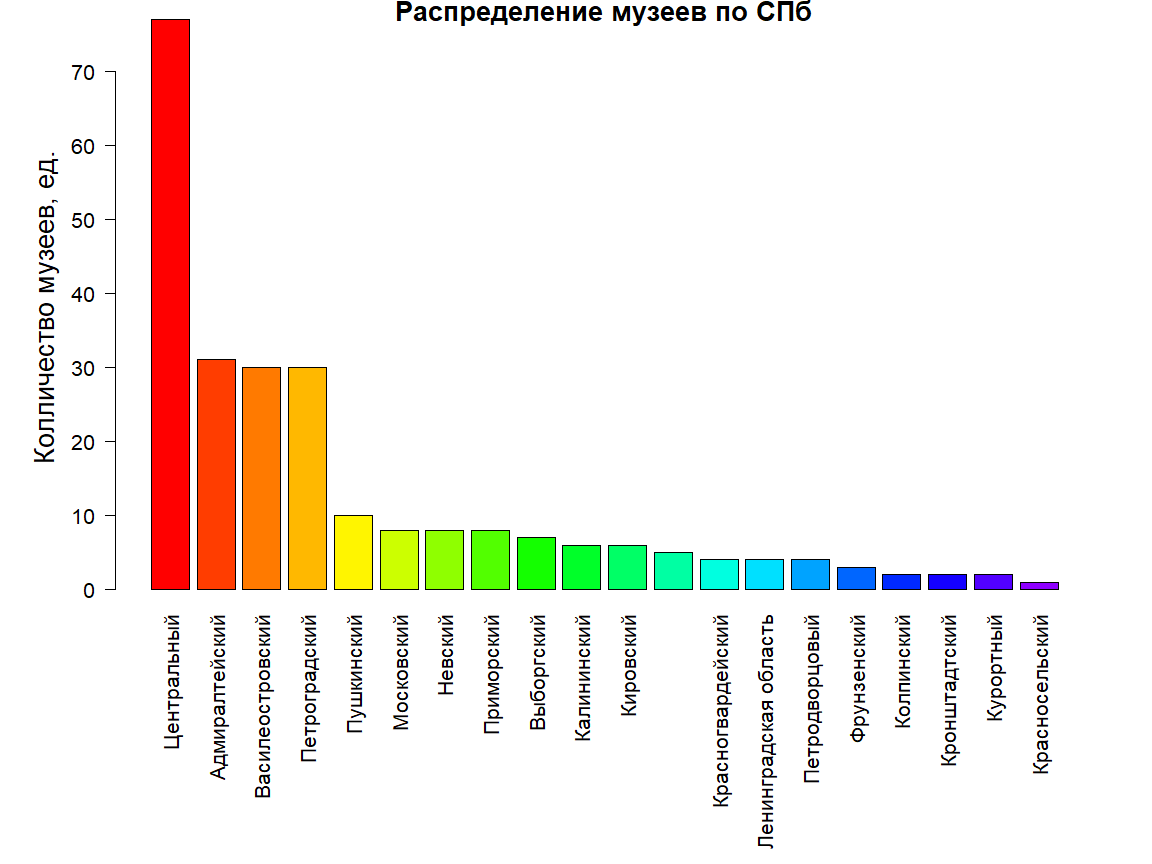 Распределение музеев по СПб
Колличество музеев, ед.
70
60
50
40
30
20
10
0
Центральный
Адмиралтейский
Василеостровский
Петроградский
Пушкинский
Московский
Невский
Приморский
Выборгский
Калининский
Кировский
Красногвардейский
Ленинградская область
Петродворцовый
Фрунзенский
Колпинский
Кронштадтский
Курортный
Красносельский